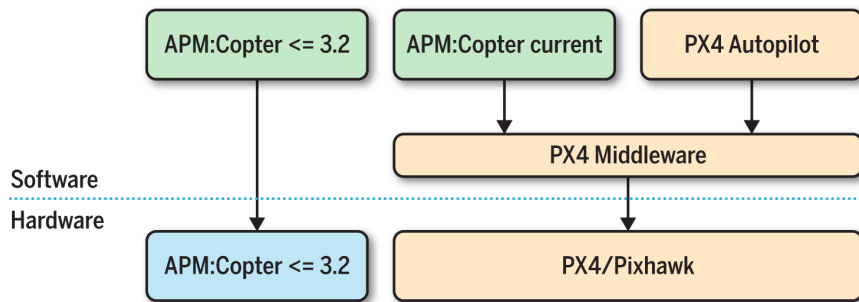 APM:Copter <= 3.2
APM:Copter current
PX4 Autopilot
PX4 Middleware
Software
Hardware
APM:Copter <= 3.2
PX4/Pixhawk